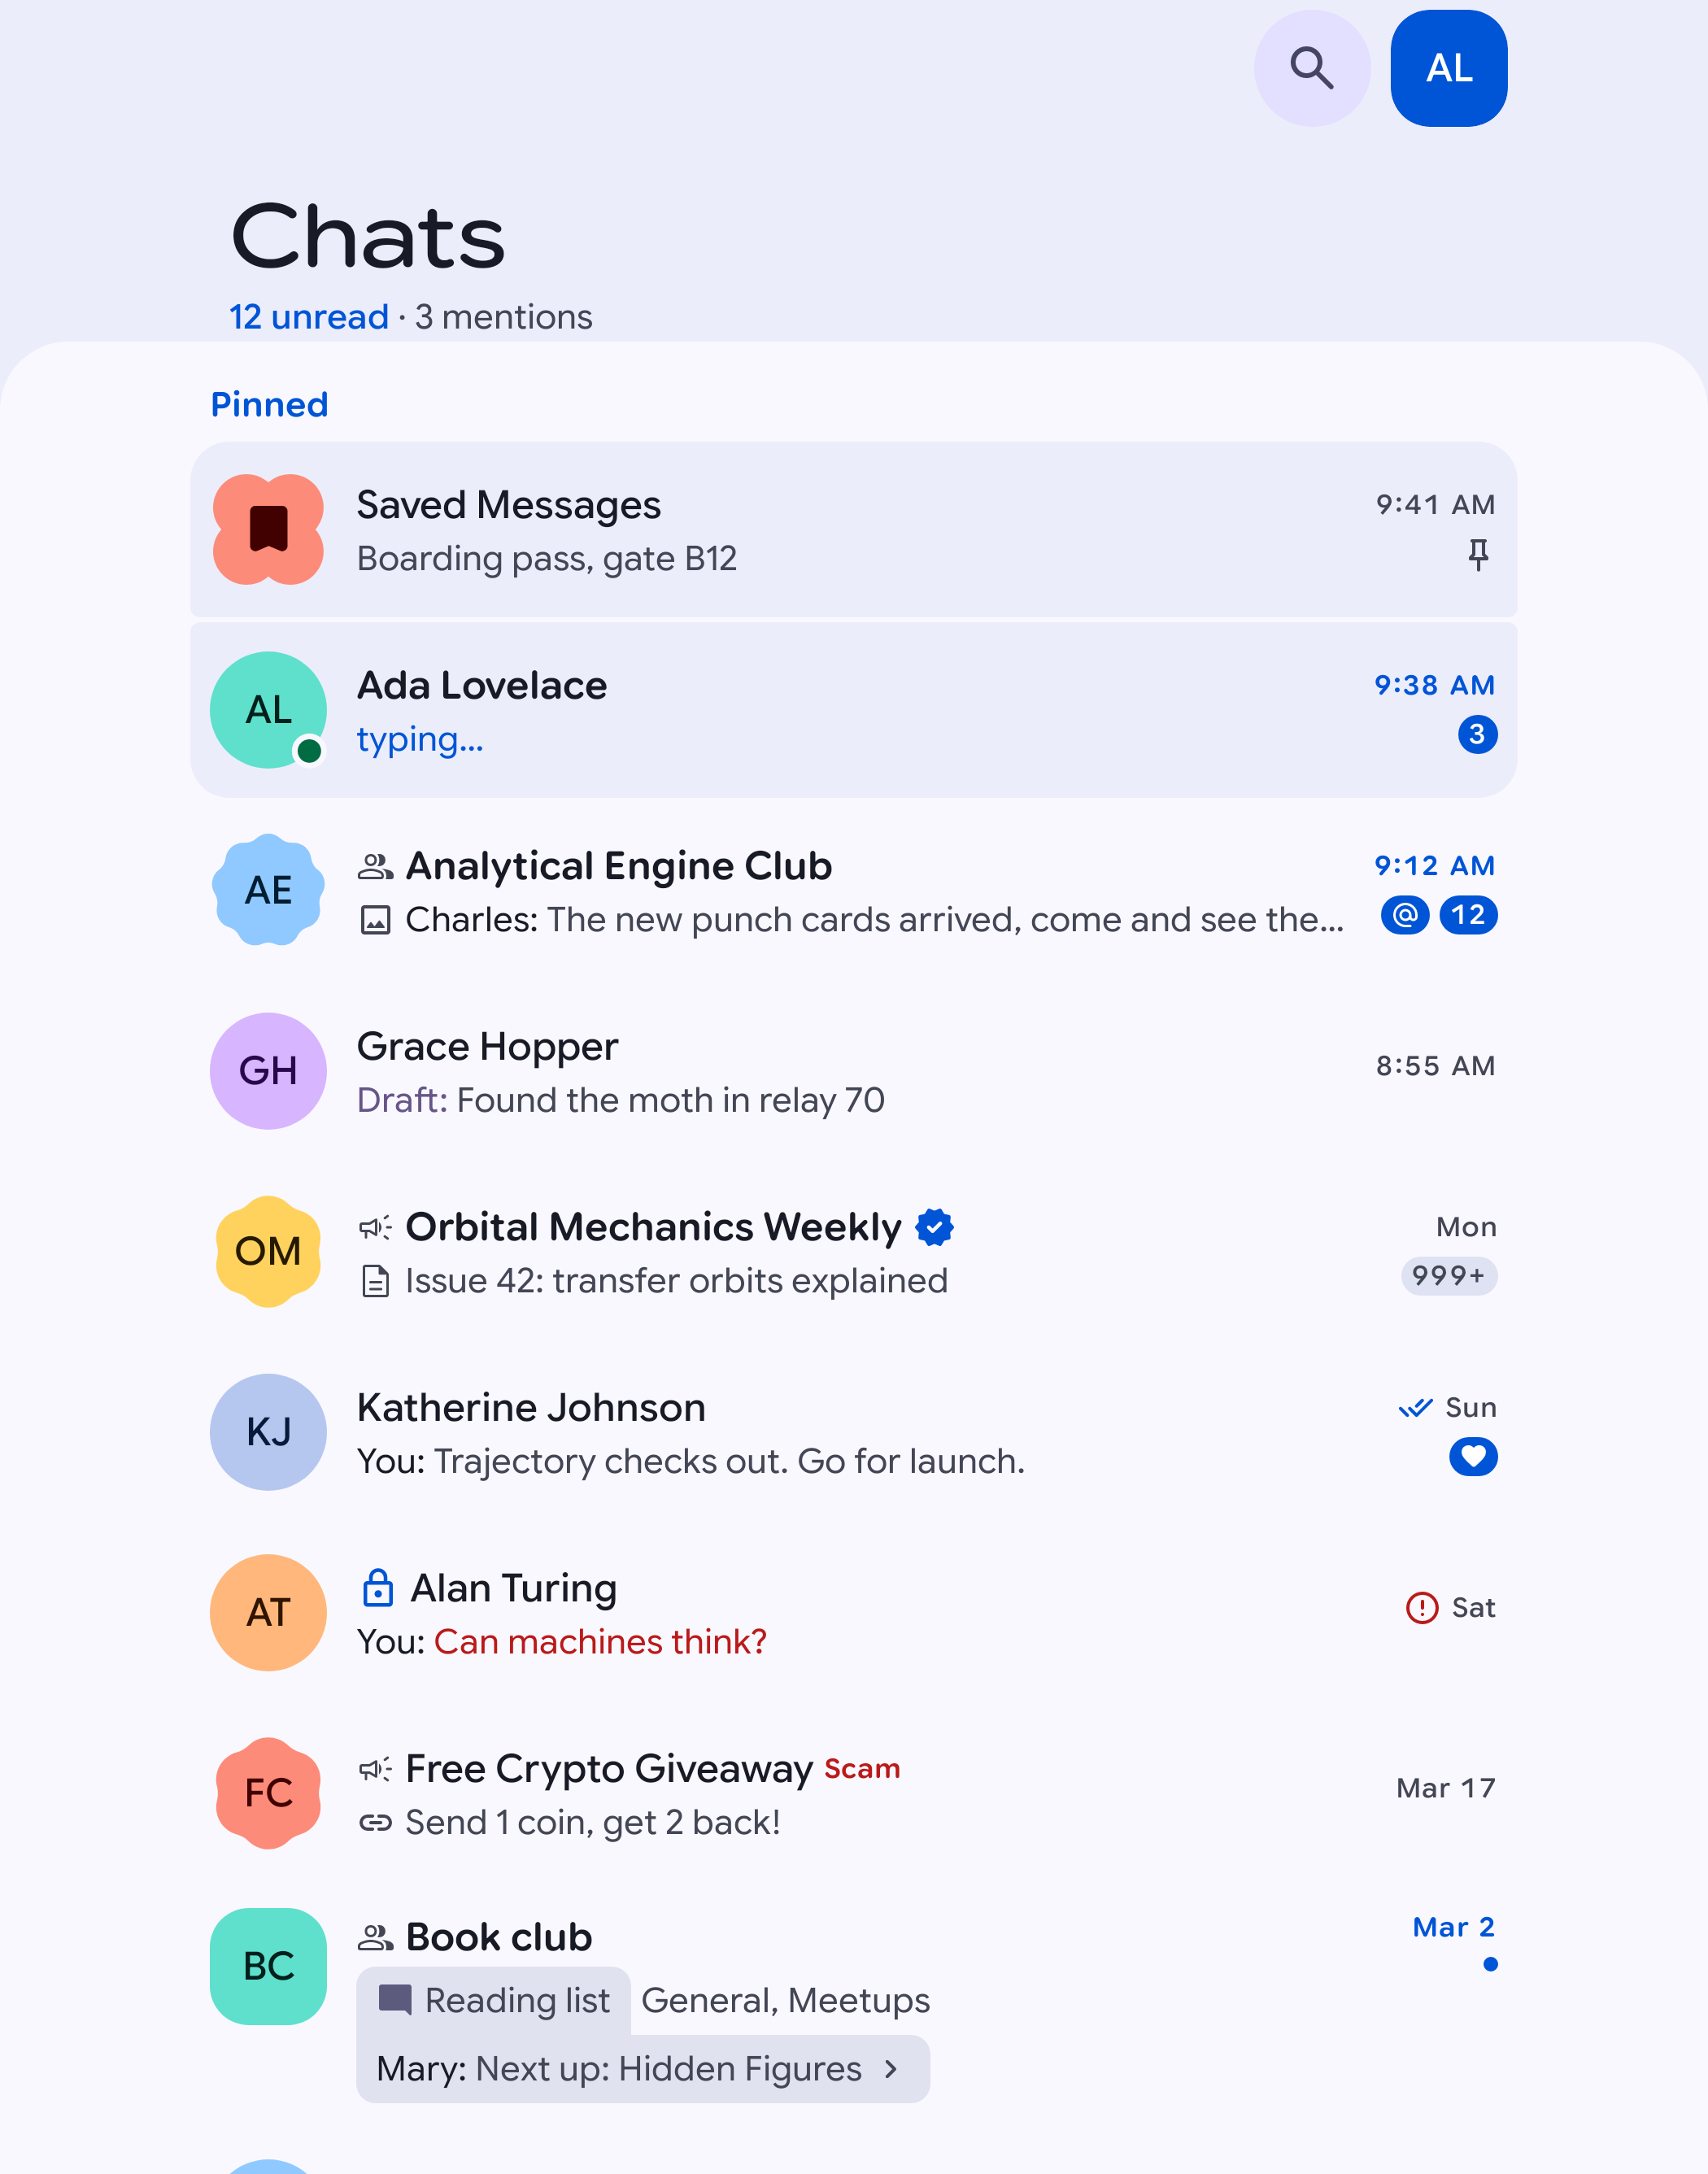 AL
Chats
12 unread · 3 mentions
Pinned
Saved Messages
9:41 AM
Boarding pass, gate B12
AL
Ada Lovelace
9:38 AM
typing...
3
AE
Analytical Engine Club
9:12 AM
Charles: The new punch cards arrived, come and see the...
@ 12
GH
Grace Hopper
8:55 AM
Draft: Found the moth in relay 70
OM
Orbital Mechanics Weekly
Mon
Issue 42: transfer orbits explained
999+
KJ
Katherine Johnson
Sun
You: Trajectory checks out. Go for launch.
AT
Alan Turing
Sat
You: Can machines think?
FC
Free Crypto Giveaway Scam
Mar 17
Send 1 coin, get 2 back!
BC
Book club
Mar 2
Reading list General, Meetups
Mary: Next up: Hidden Figures